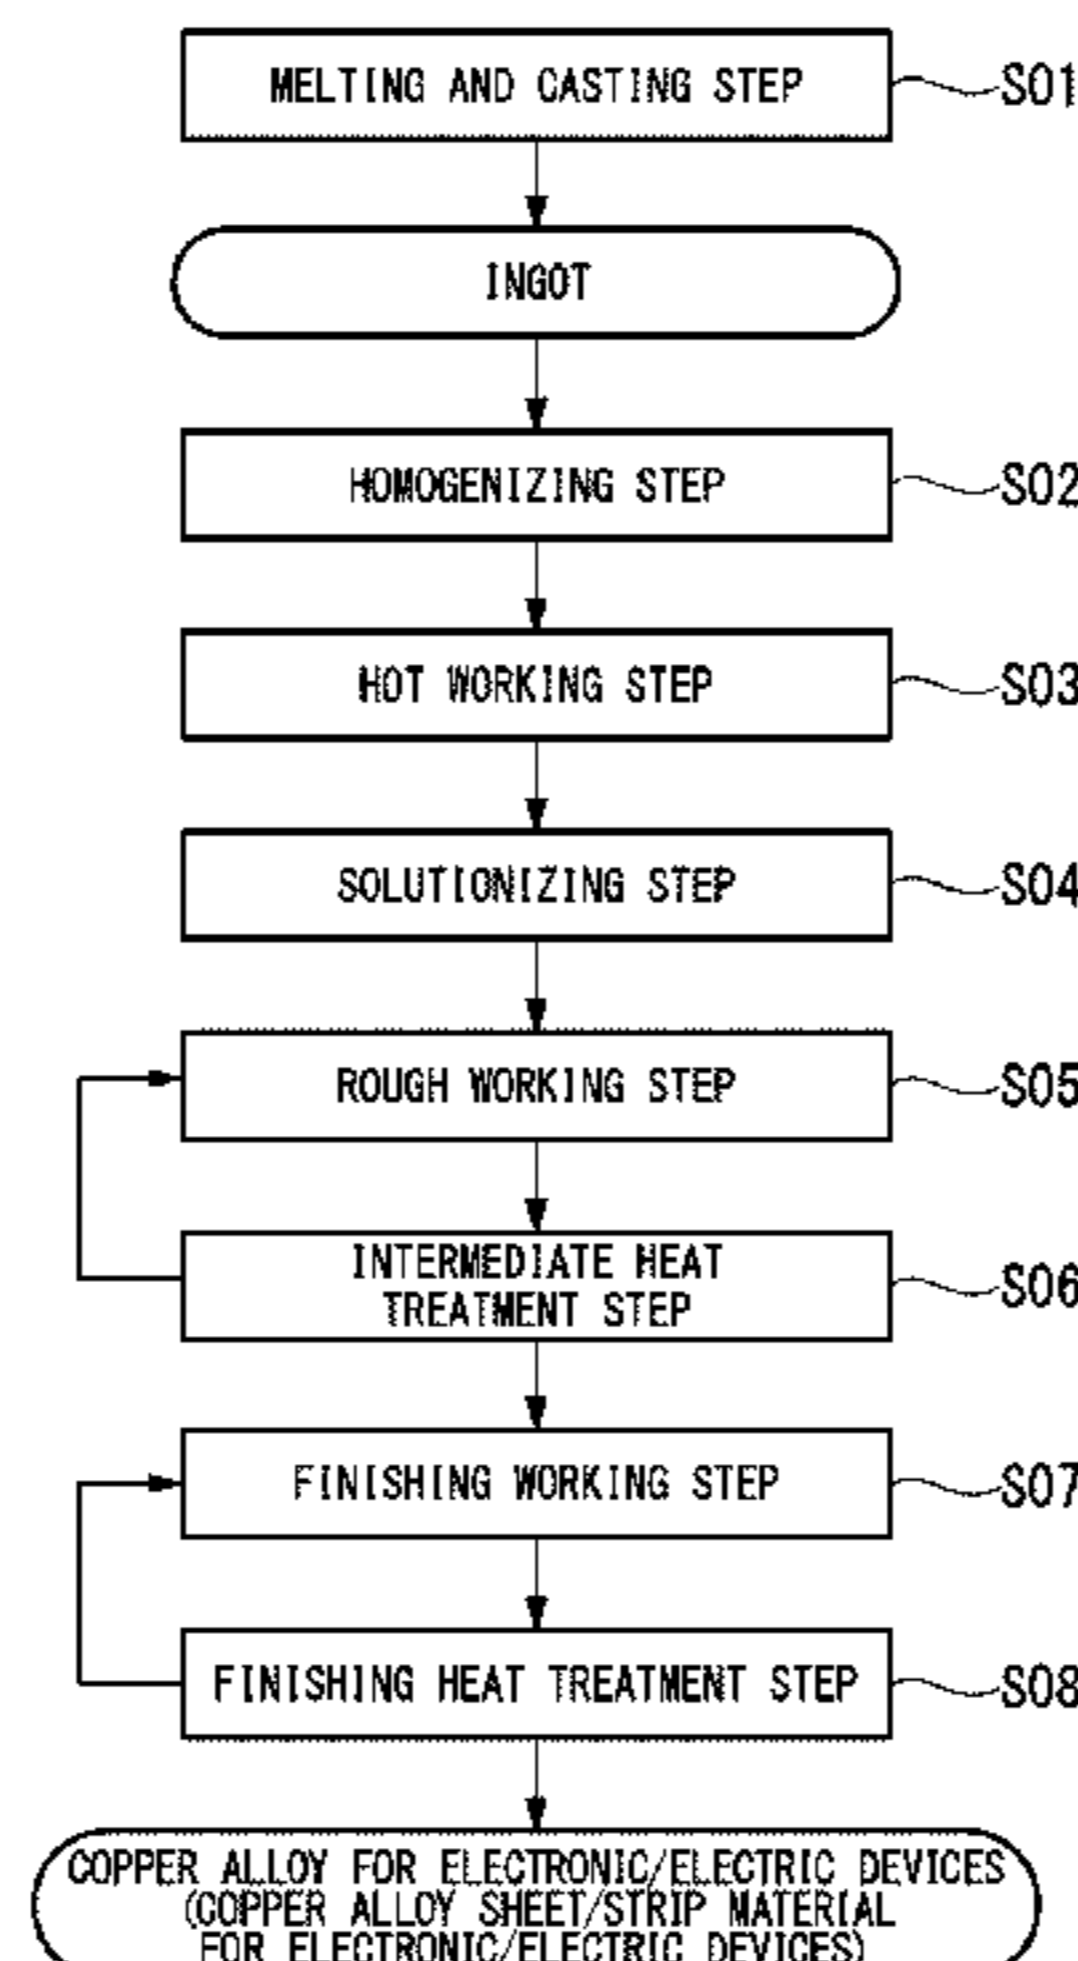 MELTING AND CASTING STEP S01
INGOT
HOMOGENIZING STEP S02
HOT WORKING STEP S03
SOLUTIONIZING STEP S04
ROUGH WORKING STEP S05
INTERMEDIATE HEAT
TREATMENT STEP S06
FINISHING WORKING STEP S07
FINISHING HEAT TREATMENT STEP S08
COPPER ALLOY FOR ELECTRONIC/ELECTRIC DEVICES
(COPPER ALLOY SHEET/STRIP MATERIAL
FOR ELECTRONIC/ELECTRIC DEVICES)